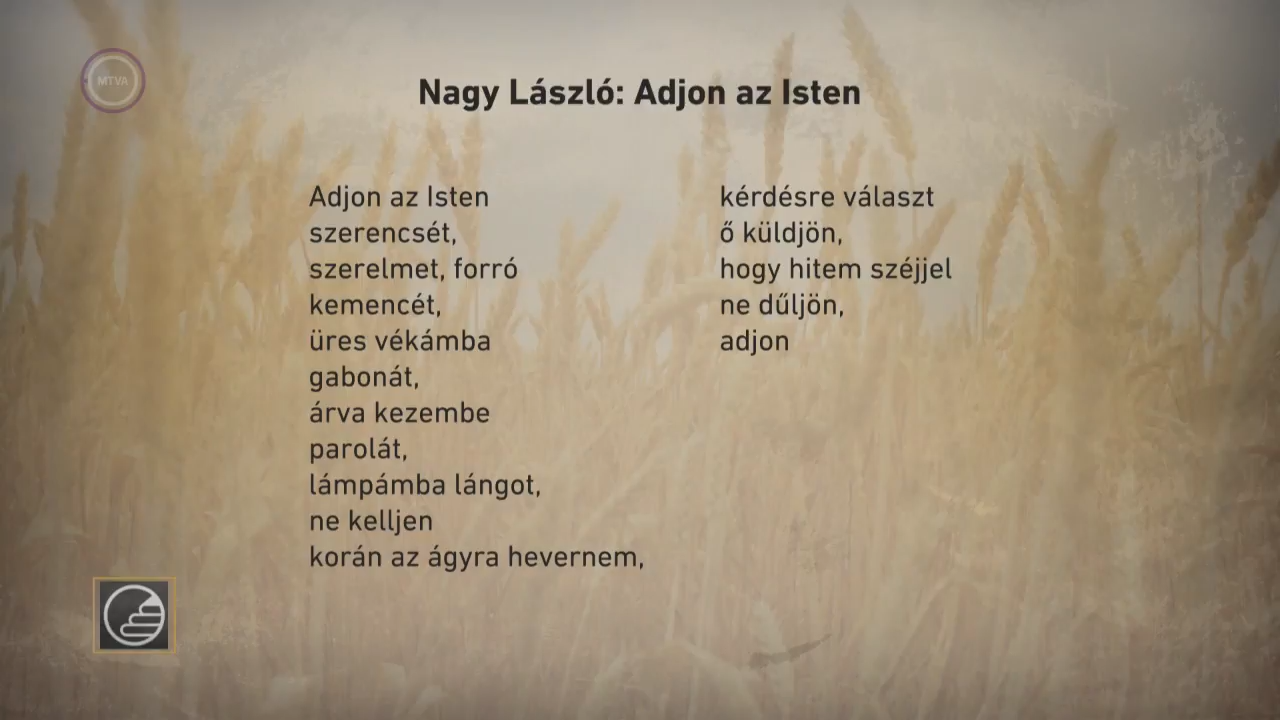 MTVA
Nagy László: Adjon az Isten
Adjon az Isten
szerencsét,
szerelmet, forró
kemencét,
üres vékámba
gabonát,
árva kezembe
parolát,
lámpámba lángot,
ne kelljen
korán az ágyra hevernem,
kérdésre választ
ő küldjön,
hogy hitem széjjel
ne dűljön,
adjon